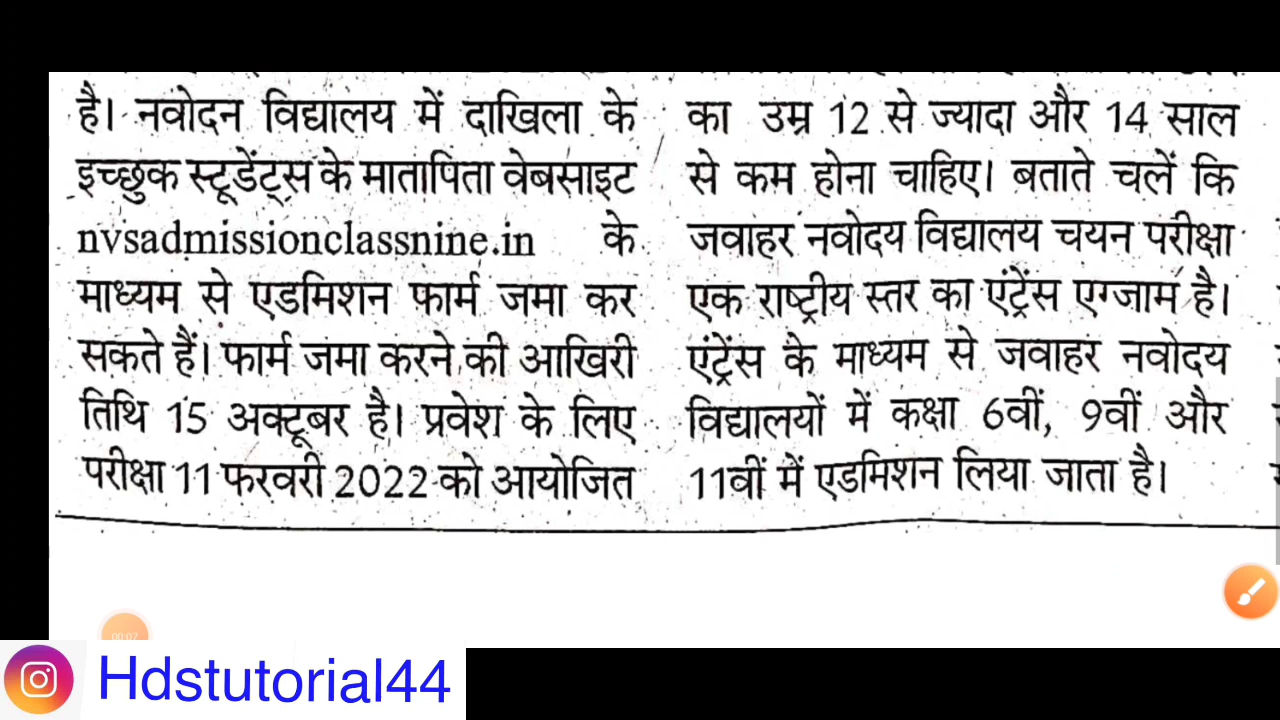 है। नवोदन विद्यालय में दाखिला के
इच्छुक स्टूडेंट्स के मातापिता वेबसाइट
nvsadmissionclassnine.in के
माध्यम से एडमिशन फार्म जमा कर
सकते हैं। फार्म जमा करने की आखिरी
तिथि 15 अक्टूबर है। प्रवेश के लिए
परीक्षा 11 फरवरी 2022 को आयोजित
का उम्र 12 से ज्यादा और 14 साल
से कम होना चाहिए। बताते चलें कि
जवाहर नवोदय विद्यालय चयन परीक्षा
एक राष्ट्रीय स्तर का एंट्रेंस एग्जाम है।
एंट्रेंस के माध्यम से जवाहर नवोदय
विद्यालयों में कक्षा 6वीं, 9वीं और
11वीं में एडमिशन लिया जाता है।
00:07
Hdstutorial44